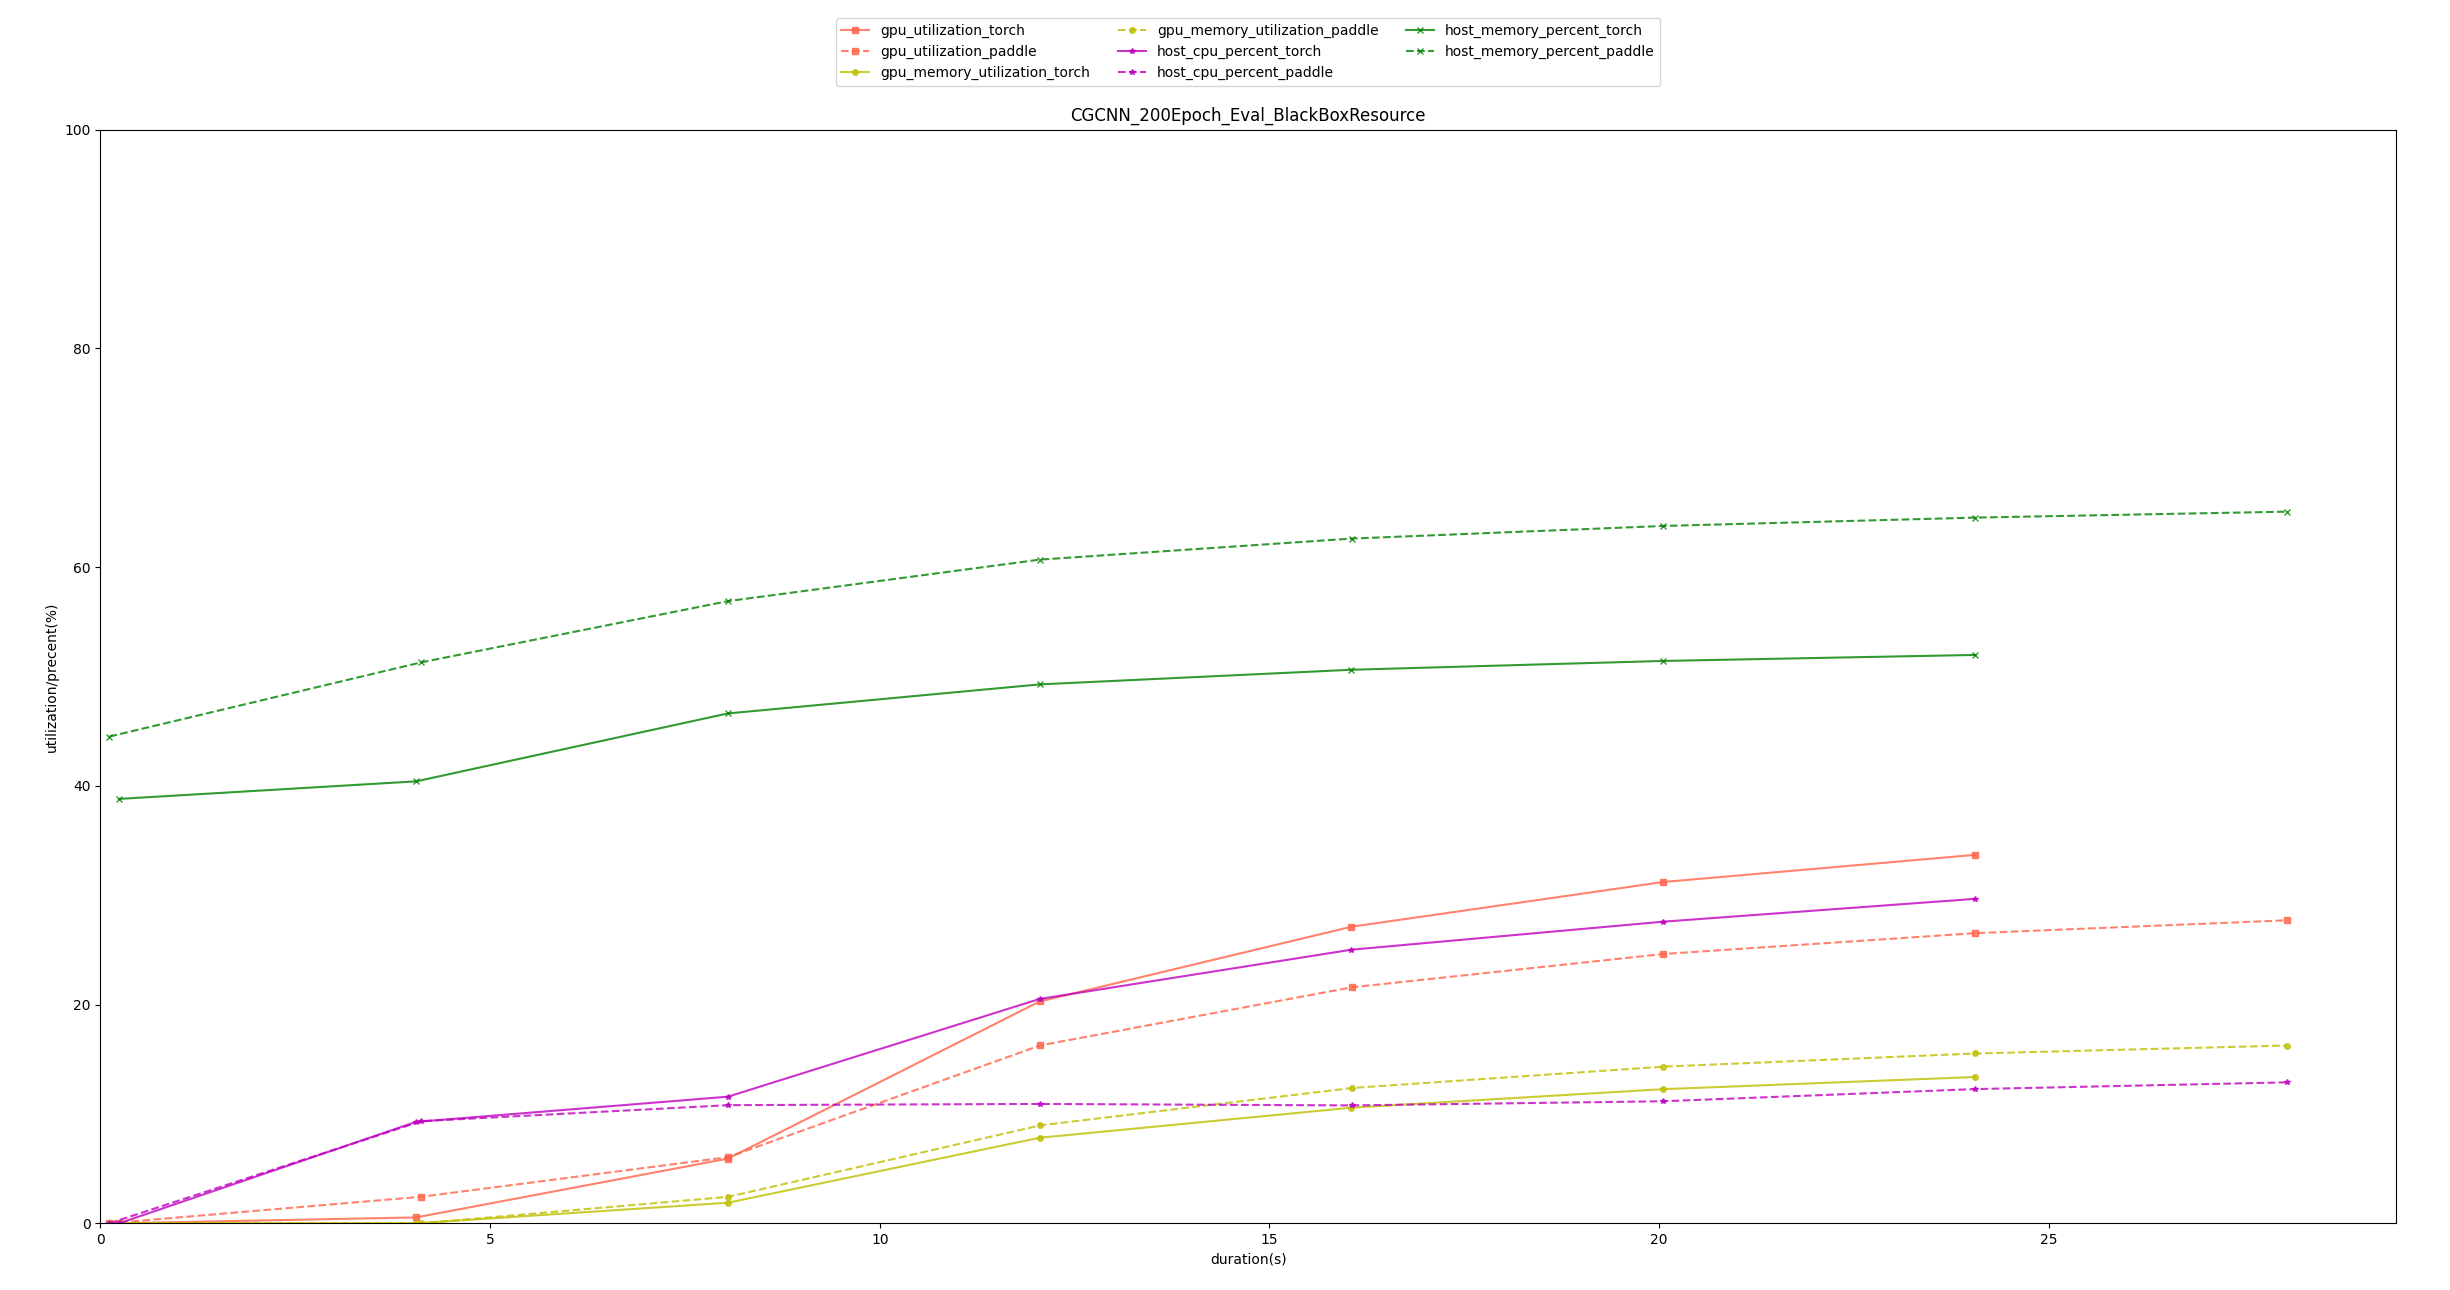 gpu_utilization_torch
gpu_utilization_paddle
gpu_memory_utilization_torch
gpu_memory_utilization_paddle
host_cpu_percent_torch
host_cpu_percent_paddle
host_memory_percent_torch
host_memory_percent_paddle
CGCNN_200Epoch_Eval_BlackBoxResource
utilization/precent(%)
100
80
60
40
20
0
0 5 10 15 20 25
duration(s)